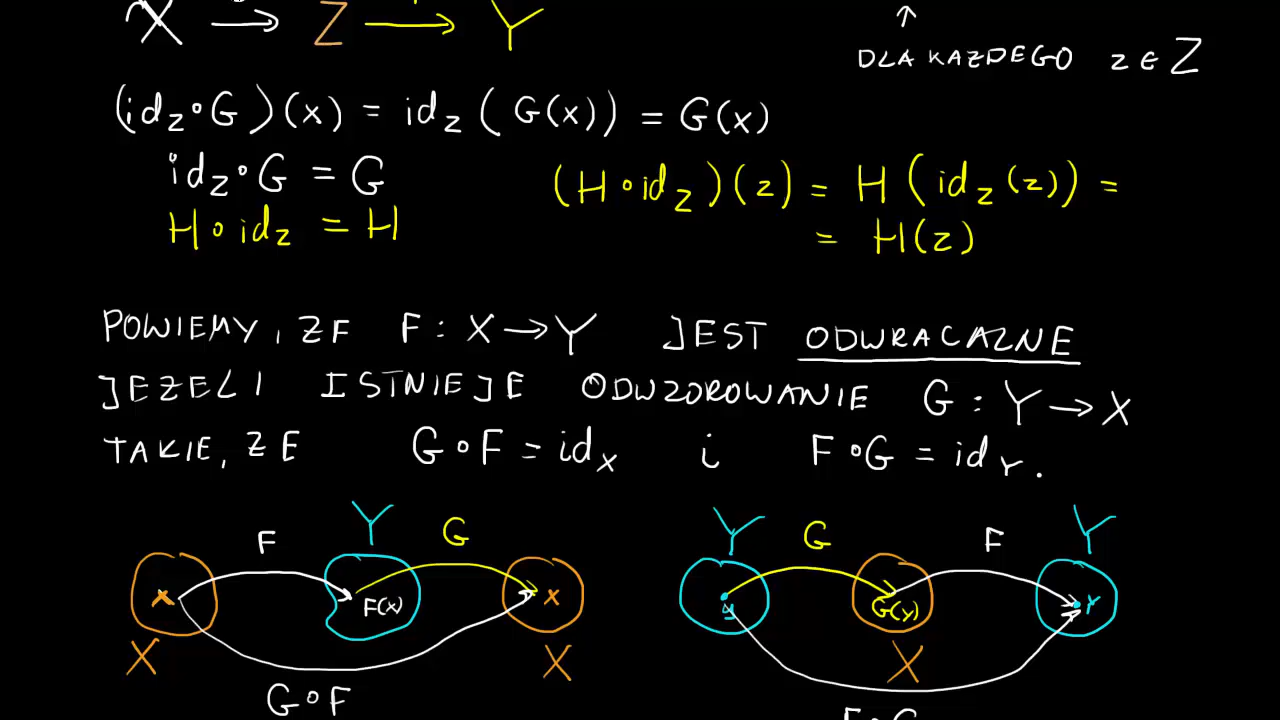 X → Z → Y
DLA KAZDEGO z ∈ Z
(id_Z ∘ G)(x) = id_Z (G(x)) = G(x)
id_Z ∘ G = G
H ∘ id_Z = H
(H ∘ id_Z)(z) = H(id_Z(z)) =
= H(z)
POWIEMY, ZE F : X → Y JEST ODWRACALNE
JEZELI ISTNIEJE ODWZOROWANIE G : Y → X
TAKIE, ZE G ∘ F = id_X i F ∘ G = id_Y.
F Y G
x F(x) x
X X
G ∘ F
Y G F Y
y G(y) y
X
F ∘ G